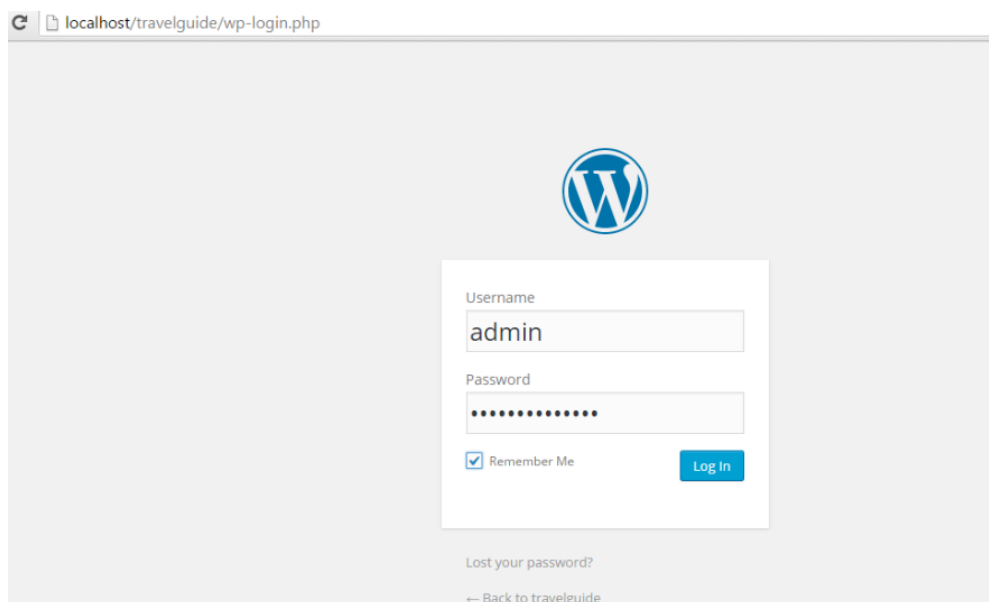 localhost/travelguide/wp-login.php
Username
admin
Password
••••••••••••••
Remember Me
Log In
Lost your password?
← Back to travelguide